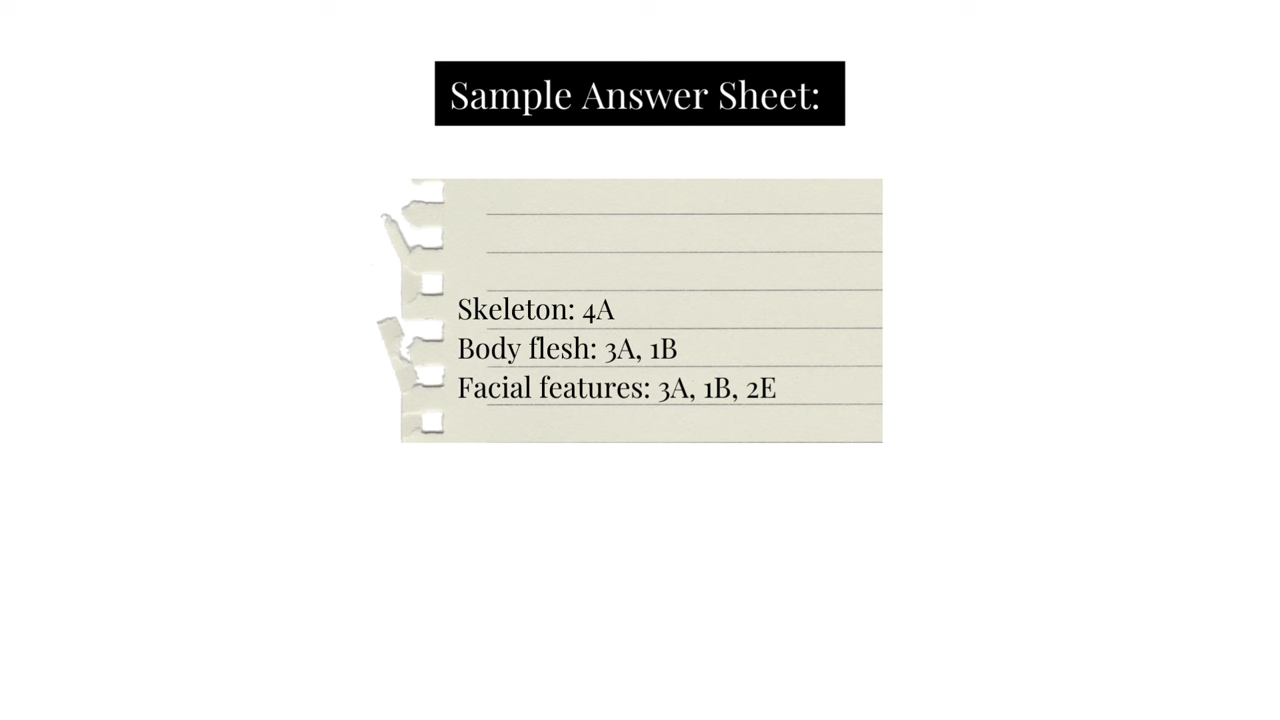 Sample Answer Sheet:
Skeleton: 4A
Body flesh: 3A, 1B
Facial features: 3A, 1B, 2E